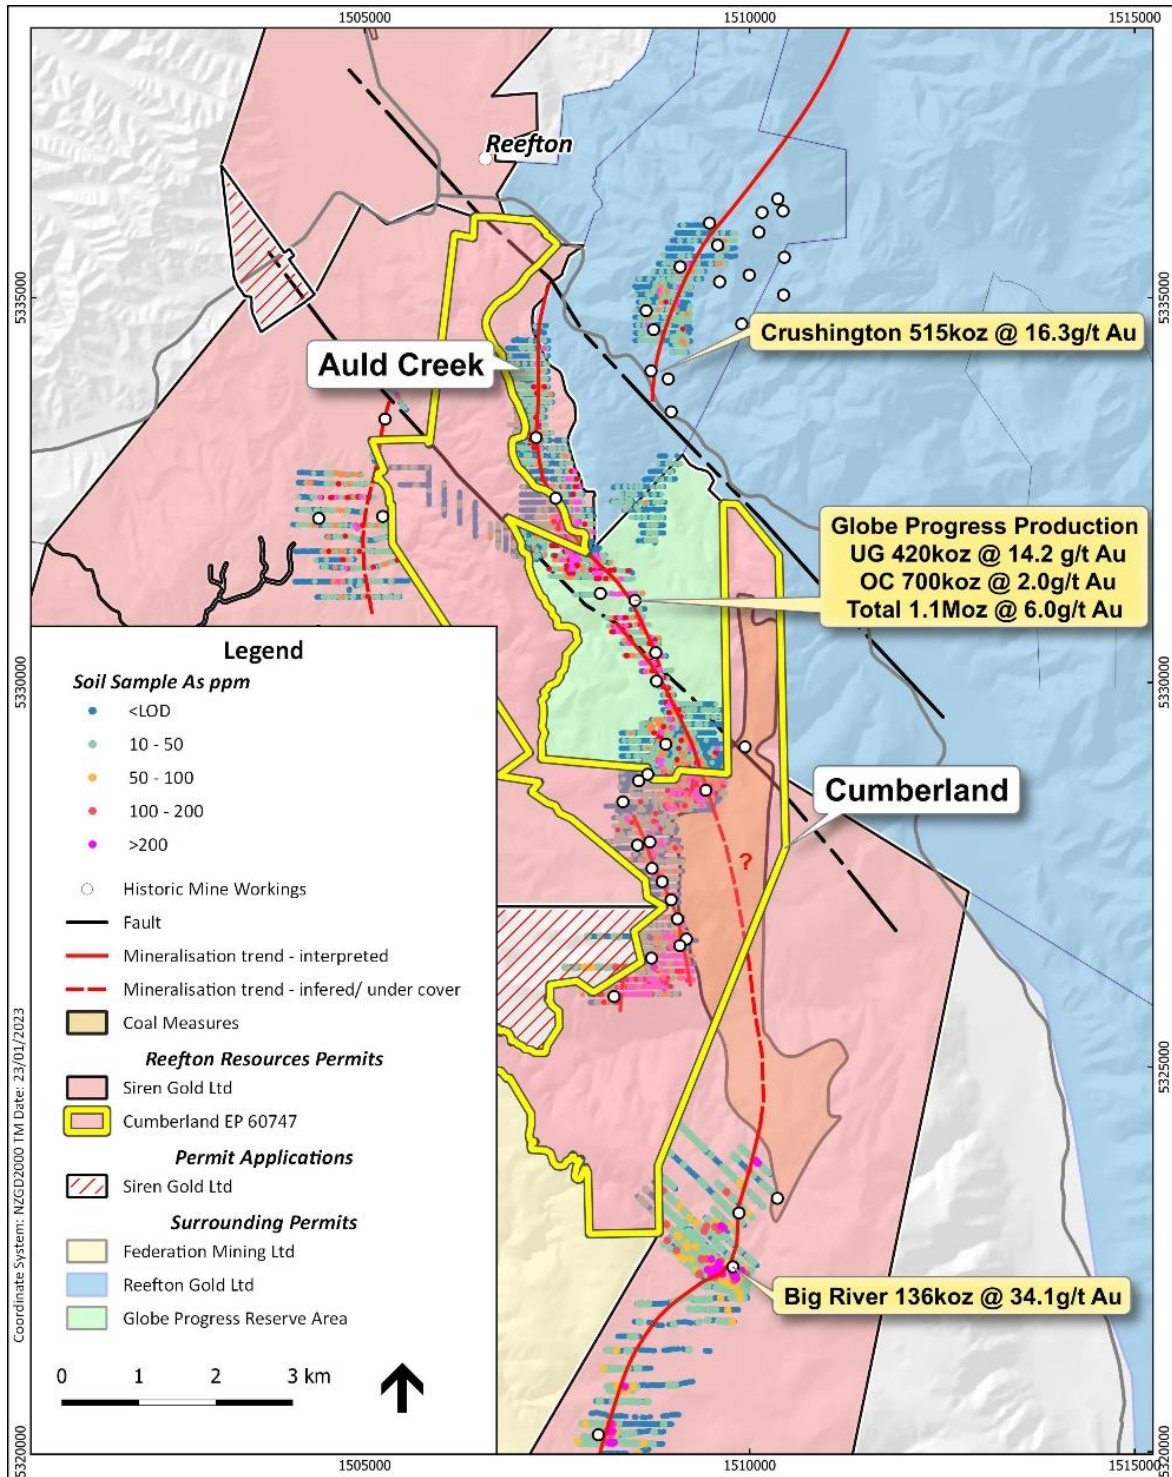 1505000
1510000
1515000
Reefton
5335000
5335000
Crushington 515koz @ 16.3g/t Au
Auld Creek
Globe Progress Production
UG 420koz @ 14.2 g/t Au
OC 700koz @ 2.0g/t Au
Total 1.1Moz @ 6.0g/t Au
5330000
5330000
Cumberland
?
Legend
Soil Sample As ppm
<LOD
10 - 50
50 - 100
100 - 200
>200
Historic Mine Workings
Fault
Mineralisation trend - interpreted
Mineralisation trend - infered/ under cover
Coal Measures
Reefton Resources Permits
Siren Gold Ltd
Cumberland EP 60747
Permit Applications
Siren Gold Ltd
Surrounding Permits
Federation Mining Ltd
Reefton Gold Ltd
Globe Progress Reserve Area
0 1 2 3 km
Coordinate System: NZGD2000 TM Date: 23/01/2023
5325000
Big River 136koz @ 34.1g/t Au
5320000
5320000
1505000
1510000
1515000